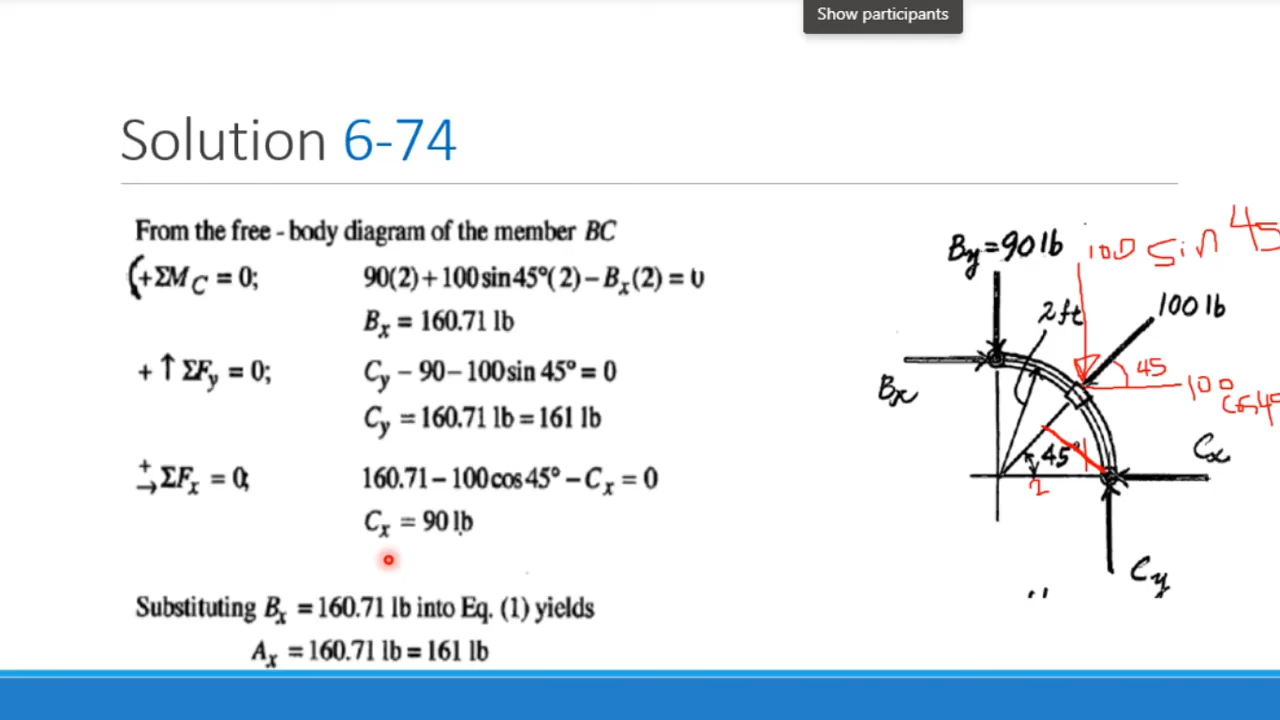 Show participants
Solution 6-74
From the free - body diagram of the member BC
(+ΣM_C = 0; 90(2) + 100 sin 45°(2) − B_x(2) = 0
B_x = 160.71 lb
+ ↑ ΣF_y = 0; C_y − 90 − 100 sin 45° = 0
C_y = 160.71 lb = 161 lb
+→ ΣF_x = 0; 160.71 − 100 cos 45° − C_x = 0
C_x = 90 lb
Substituting B_x = 160.71 lb into Eq. (1) yields
A_x = 160.71 lb = 161 lb
B_y = 90 lb
100 sin 45
2 ft
100 lb
45
100
cos 45
B_x
45°
2
C_x
C_y